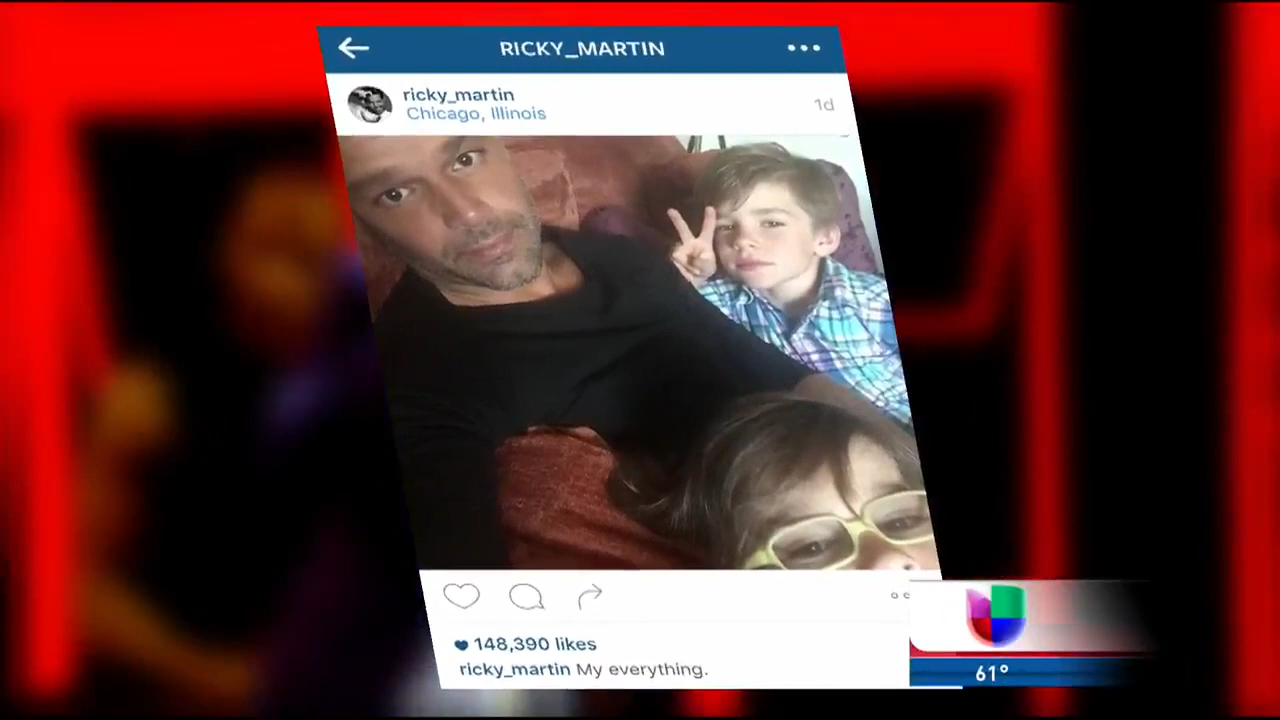 RICKY_MARTIN
ricky_martin
Chicago, Illinois
1d
148,390 likes
ricky_martin My everything.
61°